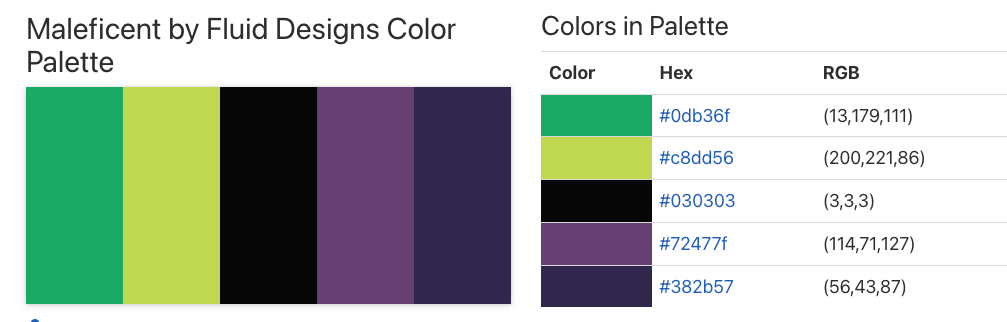 Maleficent by Fluid Designs Color
Palette
Colors in Palette
Color Hex RGB
#0db36f (13,179,111)
#c8dd56 (200,221,86)
#030303 (3,3,3)
#72477f (114,71,127)
#382b57 (56,43,87)